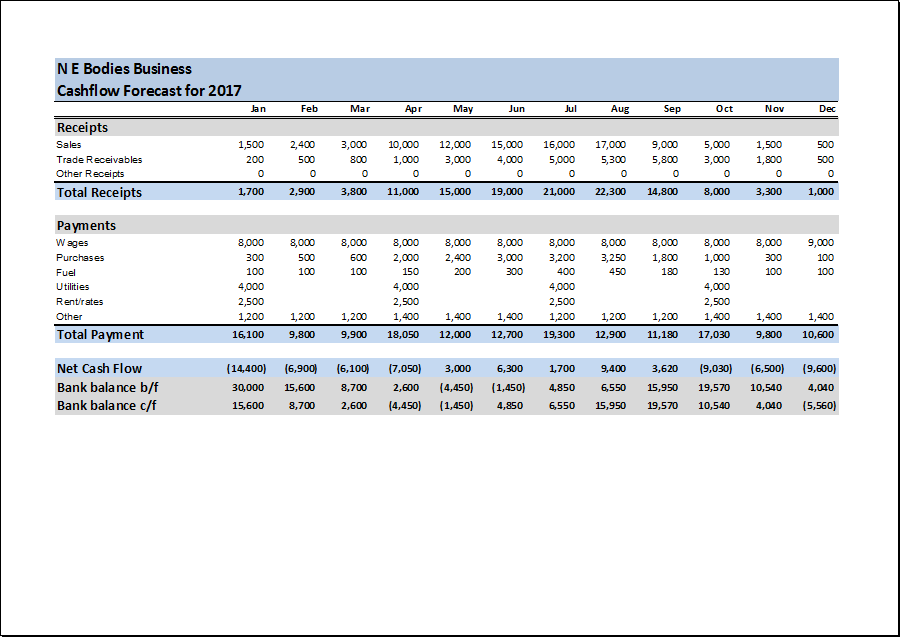 N E Bodies Business
Cashflow Forecast for 2017
Jan Feb Mar Apr May Jun Jul Aug Sep Oct Nov Dec
Receipts
Sales 1,500 2,400 3,000 10,000 12,000 15,000 16,000 17,000 9,000 5,000 1,500 500
Trade Receivables 200 500 800 1,000 3,000 4,000 5,000 5,300 5,800 3,000 1,800 500
Other Receipts 0 0 0 0 0 0 0 0 0 0 0 0
Total Receipts 1,700 2,900 3,800 11,000 15,000 19,000 21,000 22,300 14,800 8,000 3,300 1,000
Payments
Wages 8,000 8,000 8,000 8,000 8,000 8,000 8,000 8,000 8,000 8,000 8,000 9,000
Purchases 300 500 600 2,000 2,400 3,000 3,200 3,250 1,800 1,000 300 100
Fuel 100 100 100 150 200 300 400 450 180 130 100 100
Utilities 4,000 4,000 4,000 4,000
Rent/rates 2,500 2,500 2,500 2,500
Other 1,200 1,200 1,200 1,400 1,400 1,400 1,200 1,200 1,200 1,400 1,400 1,400
Total Payment 16,100 9,800 9,900 18,050 12,000 12,700 19,300 12,900 11,180 17,030 9,800 10,600
Net Cash Flow (14,400) (6,900) (6,100) (7,050) 3,000 6,300 1,700 9,400 3,620 (9,030) (6,500) (9,600)
Bank balance b/f 30,000 15,600 8,700 2,600 (4,450) (1,450) 4,850 6,550 15,950 19,570 10,540 4,040
Bank balance c/f 15,600 8,700 2,600 (4,450) (1,450) 4,850 6,550 15,950 19,570 10,540 4,040 (5,560)